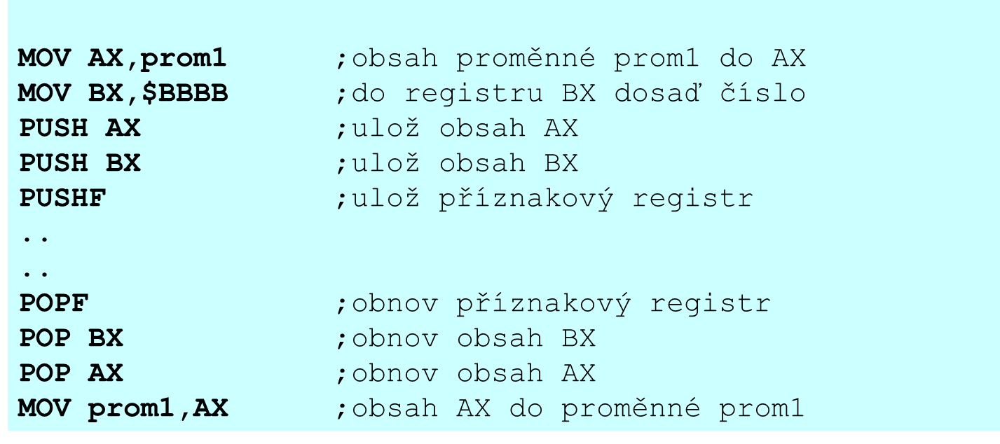 MOV AX,prom1 ;obsah proměnné prom1 do AX
MOV BX,$BBBB ;do registru BX dosaď číslo
PUSH AX ;ulož obsah AX
PUSH BX ;ulož obsah BX
PUSHF ;ulož příznakový registr
..
..
POPF ;obnov příznakový registr
POP BX ;obnov obsah BX
POP AX ;obnov obsah AX
MOV prom1,AX ;obsah AX do proměnné prom1